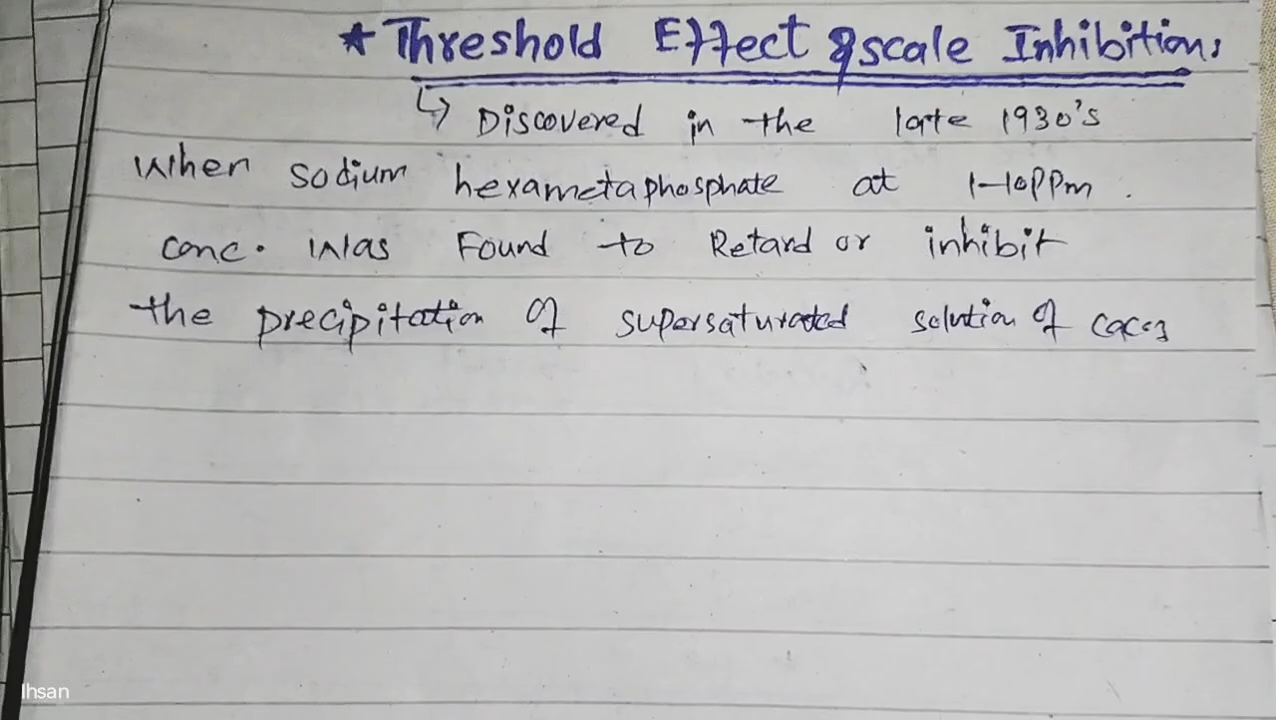 * Threshold Effect & scale Inhibition,
↳ Discovered in the late 1930's
When sodium hexametaphosphate at 1-10ppm.
conc. Was Found to Retard or inhibit
the precipitation of supersaturated solution of caco3
Ihsan